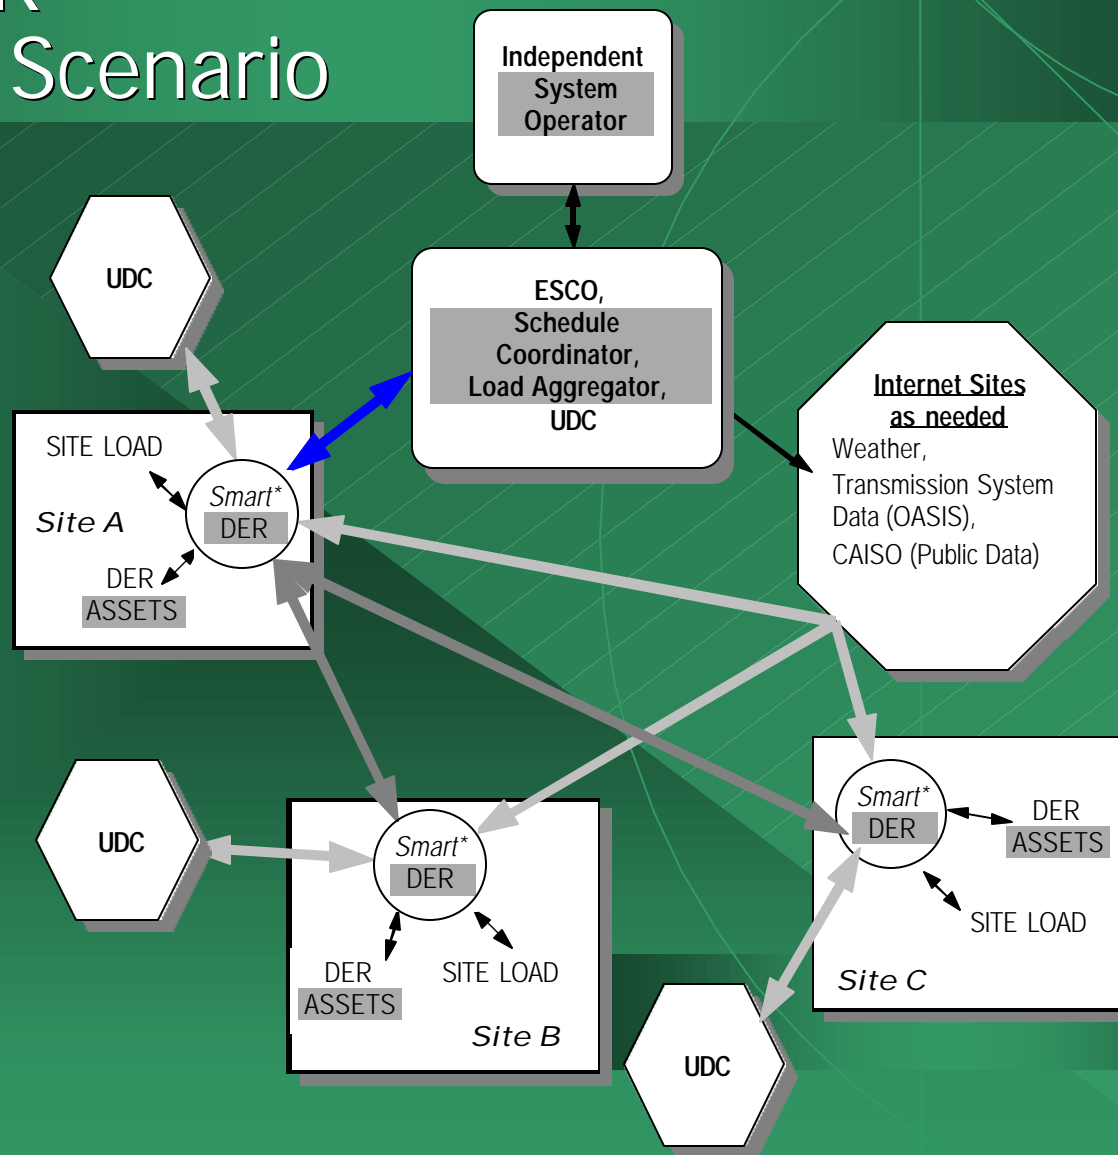 Scenario
Independent
System
Operator
UDC
ESCO,
Schedule
Coordinator,
Load Aggregator,
UDC
Internet Sites
as needed
Weather,
Transmission System
Data (OASIS),
CAISO (Public Data)
SITE LOAD
Smart*
DER
Site A
DER
ASSETS
UDC
Smart*
DER
DER
ASSETS
SITE LOAD
Site B
Smart*
DER
DER
ASSETS
SITE LOAD
Site C
UDC